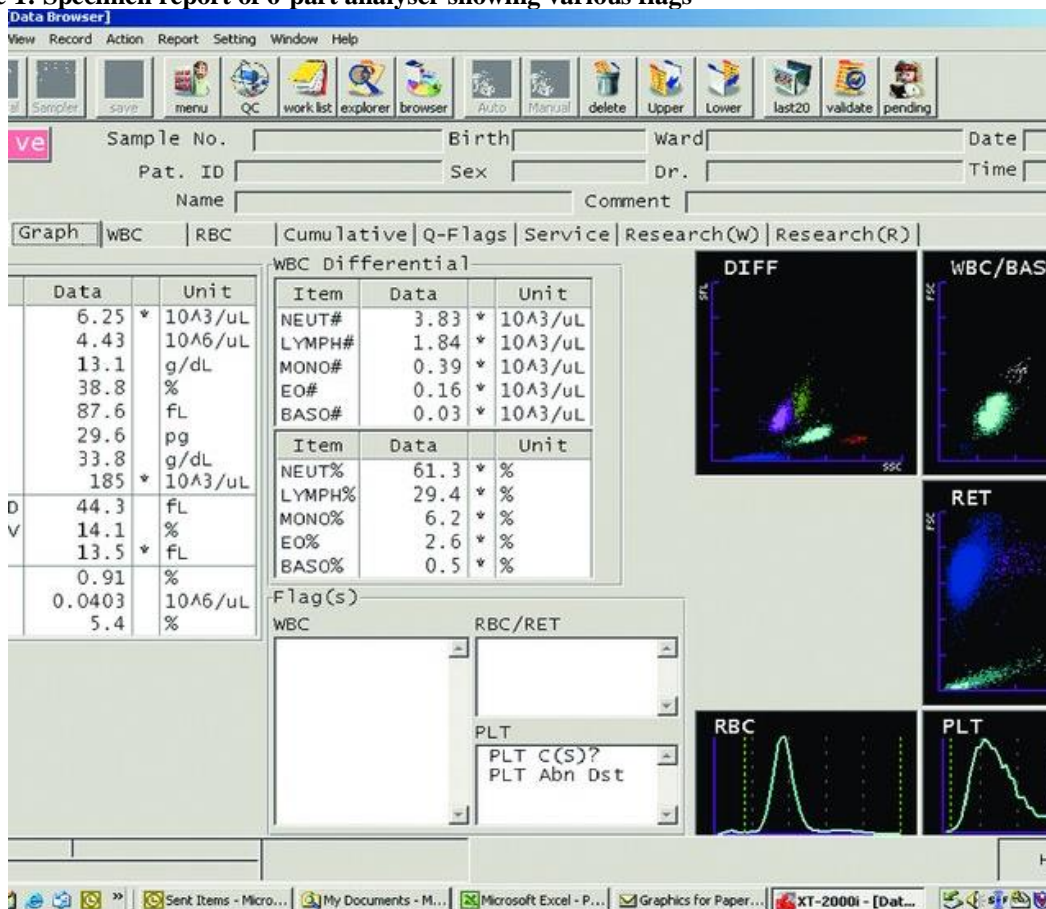 1: Specimen report of 6-part analyser showing various flags
Data Browser]
View Record Action Report Setting Window Help
Sampler save menu QC work list explorer browser Auto Manual delete Upper Lower last20 validate pending
ve
Sample No. Birth Ward Date
Pat. ID Sex Dr. Time
Name Comment
Graph WBC RBC Cumulative Q-Flags Service Research(W) Research(R)
Data Unit
6.25 * 10^3/uL
4.43 10^6/uL
13.1 g/dL
38.8 %
87.6 fL
29.6 pg
33.8 g/dL
185 * 10^3/uL
D 44.3 fL
V 14.1 %
13.5 * fL
0.91 %
0.0403 10^6/uL
5.4 %
WBC Differential
Item Data Unit
NEUT# 3.83 * 10^3/uL
LYMPH# 1.84 * 10^3/uL
MONO# 0.39 * 10^3/uL
EO# 0.16 * 10^3/uL
BASO# 0.03 * 10^3/uL
Item Data Unit
NEUT% 61.3 * %
LYMPH% 29.4 * %
MONO% 6.2 * %
EO% 2.6 * %
BASO% 0.5 * %
Flag(s)
WBC RBC/RET
PLT
PLT C(S)?
PLT Abn Dst
DIFF
SFL
SSC
WBC/BAS
FSC
RET
FSC
RBC
PLT
H
Sent Items - Micro... My Documents - M... Microsoft Excel - P... Graphics for Paper... XT-2000i - [Dat...